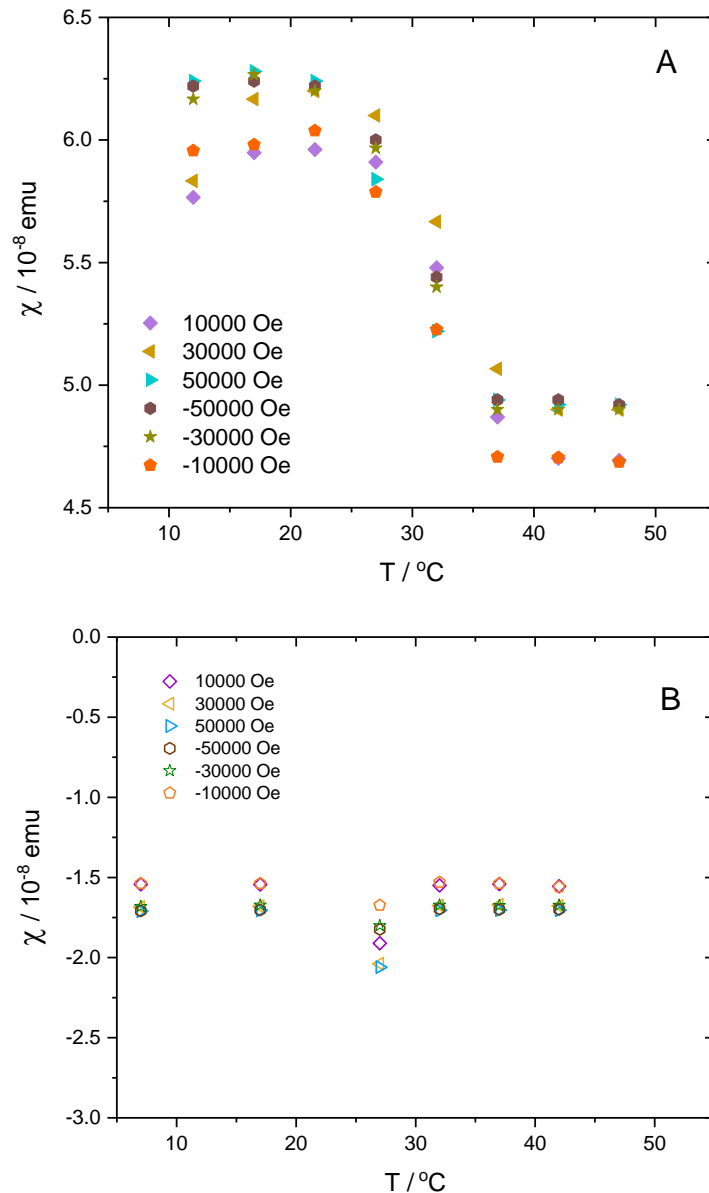 6.5
A
6.0
χ / 10⁻⁸ emu
5.5
10000 Oe
30000 Oe
5.0
50000 Oe
-50000 Oe
-30000 Oe
-10000 Oe
4.5
10 20 30 40 50
T / °C
0.0
10000 Oe
B
30000 Oe
-0.5
50000 Oe
-50000 Oe
-30000 Oe
-10000 Oe
-1.0
χ / 10⁻⁸ emu
-1.5
-2.0
-2.5
-3.0
10 20 30 40 50
T / °C